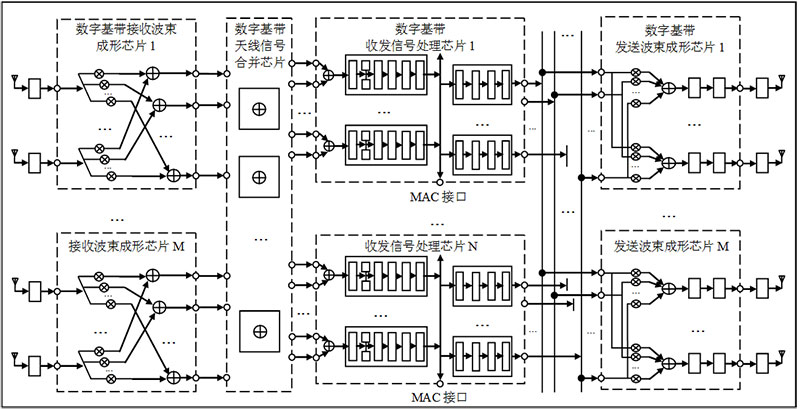 数字基带接收波束
成形芯片 1
数字基带
天线信号
合并芯片
数字基带
收发信号处理芯片 1
数字基带
发送波束成形芯片 1
MAC 接口
接收波束成形芯片 M
收发信号处理芯片 N
发送波束成形芯片 M
MAC 接口